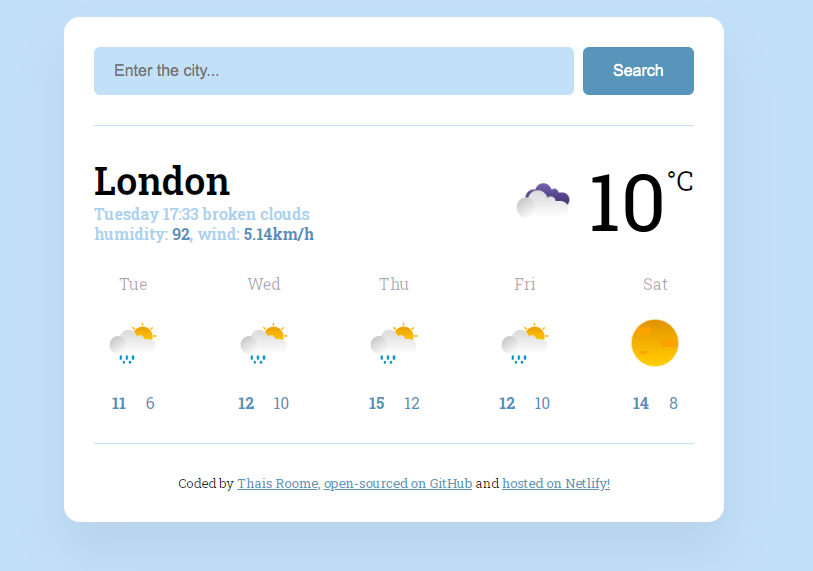 Enter the city...
Search
London
10 °C
Tuesday 17:33 broken clouds
humidity: 92, wind: 5.14km/h
Tue Wed Thu Fri Sat
11 6 12 10 15 12 12 10 14 8
Coded by Thais Roome, open-sourced on GitHub and hosted on Netlify!